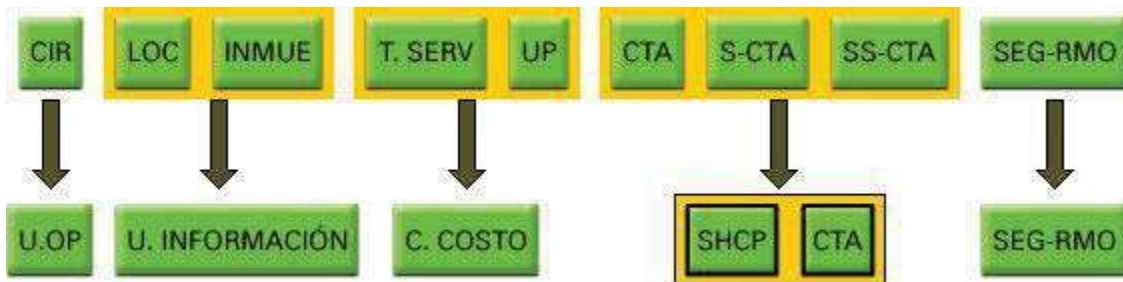 CIR LOC INMUE T. SERV UP CTA S-CTA SS-CTA SEG-RMO
U.OP U. INFORMACIÓN C. COSTO SHCP CTA SEG-RMO